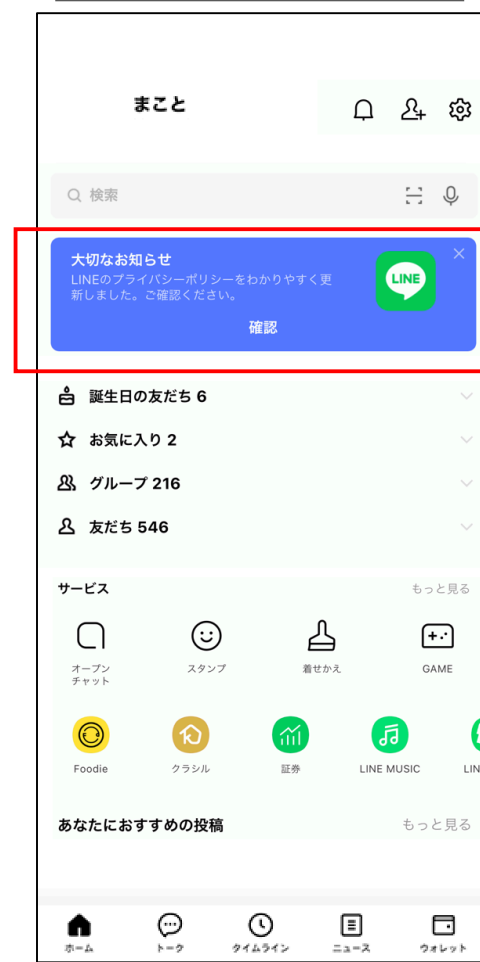 まこと
検索
大切なお知らせ
LINEのプライバシーポリシーをわかりやすく更
新しました。ご確認ください。
LINE
確認
誕生日の友だち 6
お気に入り 2
グループ 216
友だち 546
サービス
もっと見る
オープン
チャット
スタンプ
着せかえ
GAME
Foodie
クラシル
証券
LINE MUSIC
LIN
あなたにおすすめの投稿
もっと見る
ホーム
トーク
タイムライン
ニュース
ウォレット